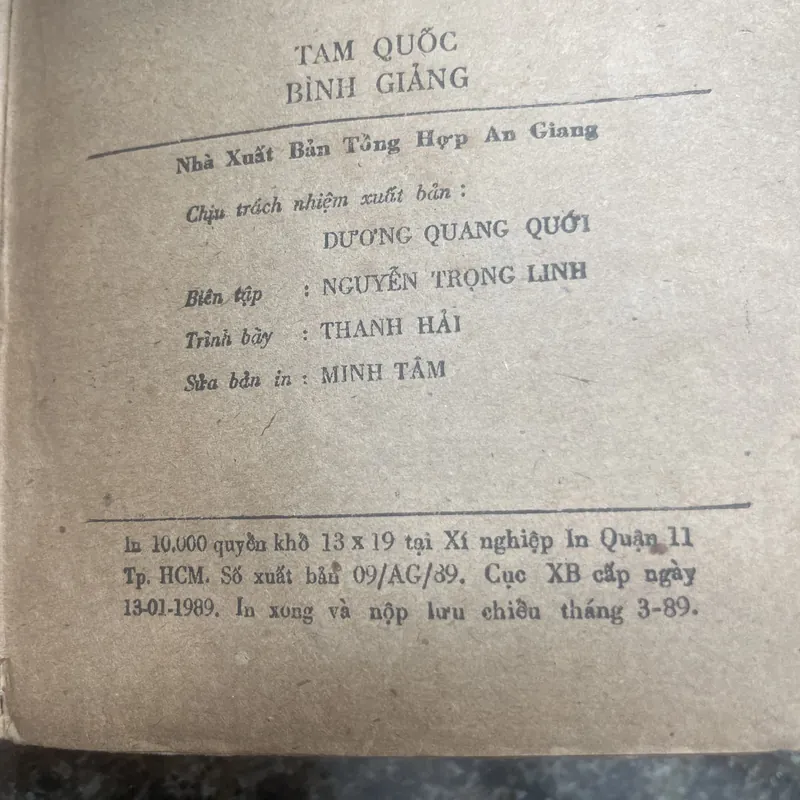 TAM QUỐC
BÌNH GIẢNG
Nhà Xuất Bản Tổng Hợp An Giang
Chịu trách nhiệm xuất bản :
DƯƠNG QUANG QƯỚI
Biên tập : NGUYỄN TRỌNG LINH
Trình bày : THANH HẢI
Sửa bản in : MINH TÂM
In 10.000 quyển khổ 13 x 19 tại Xí nghiệp In Quận 11
Tp. HCM. Số xuất bản 09/AG/89. Cục XB cấp ngày
13-01-1989. In xong và nộp lưu chiểu tháng 3-89.